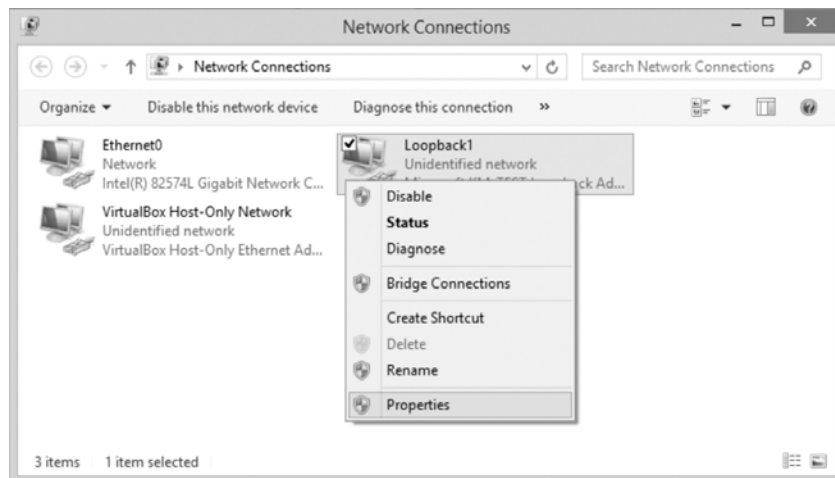 Network Connections
Network Connections
Search Network Connections
Organize
Disable this network device
Diagnose this connection
»
Ethernet0
Network
Intel(R) 82574L Gigabit Network C...
VirtualBox Host-Only Network
Unidentified network
VirtualBox Host-Only Ethernet Ad...
Loopback1
Unidentified network
ck Ad...
Disable
Status
Diagnose
Bridge Connections
Create Shortcut
Delete
Rename
Properties
3 items
1 item selected